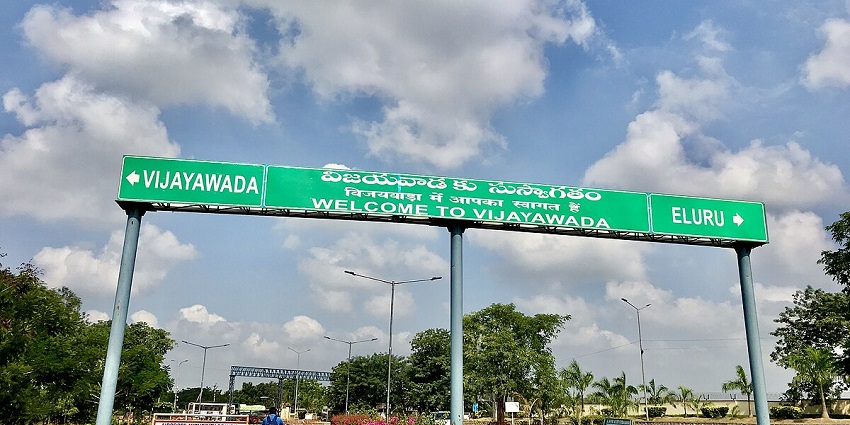 ← VIJAYAWADA
విజయవాడ కు సుస్వాగతం
विजयवाड़ा में आपका स्वागत हैं
WELCOME TO VIJAYAWADA
ELURU →